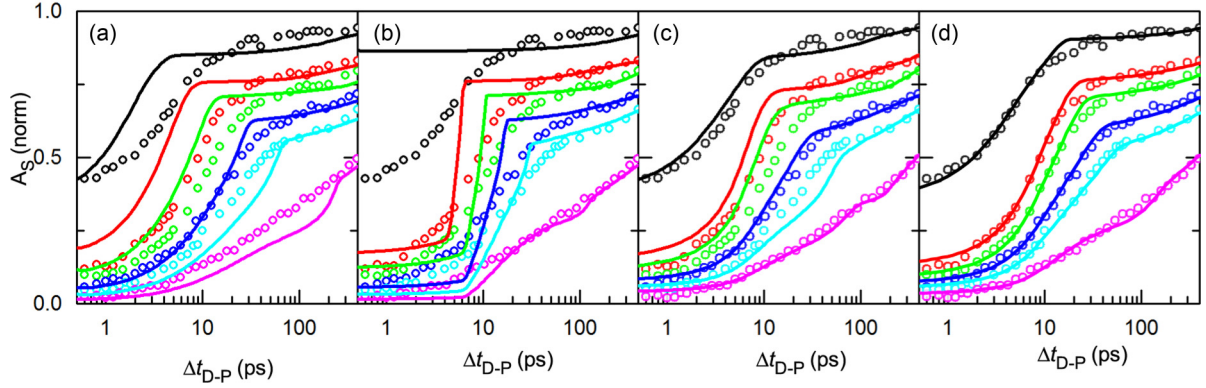 1.0
0.5
0.0
A_S (norm)
(a)
(b)
(c)
(d)
1 10 100
1 10 100
1 10 100
1 10 100
Δt_D-P (ps)
Δt_D-P (ps)
Δt_D-P (ps)
Δt_D-P (ps)